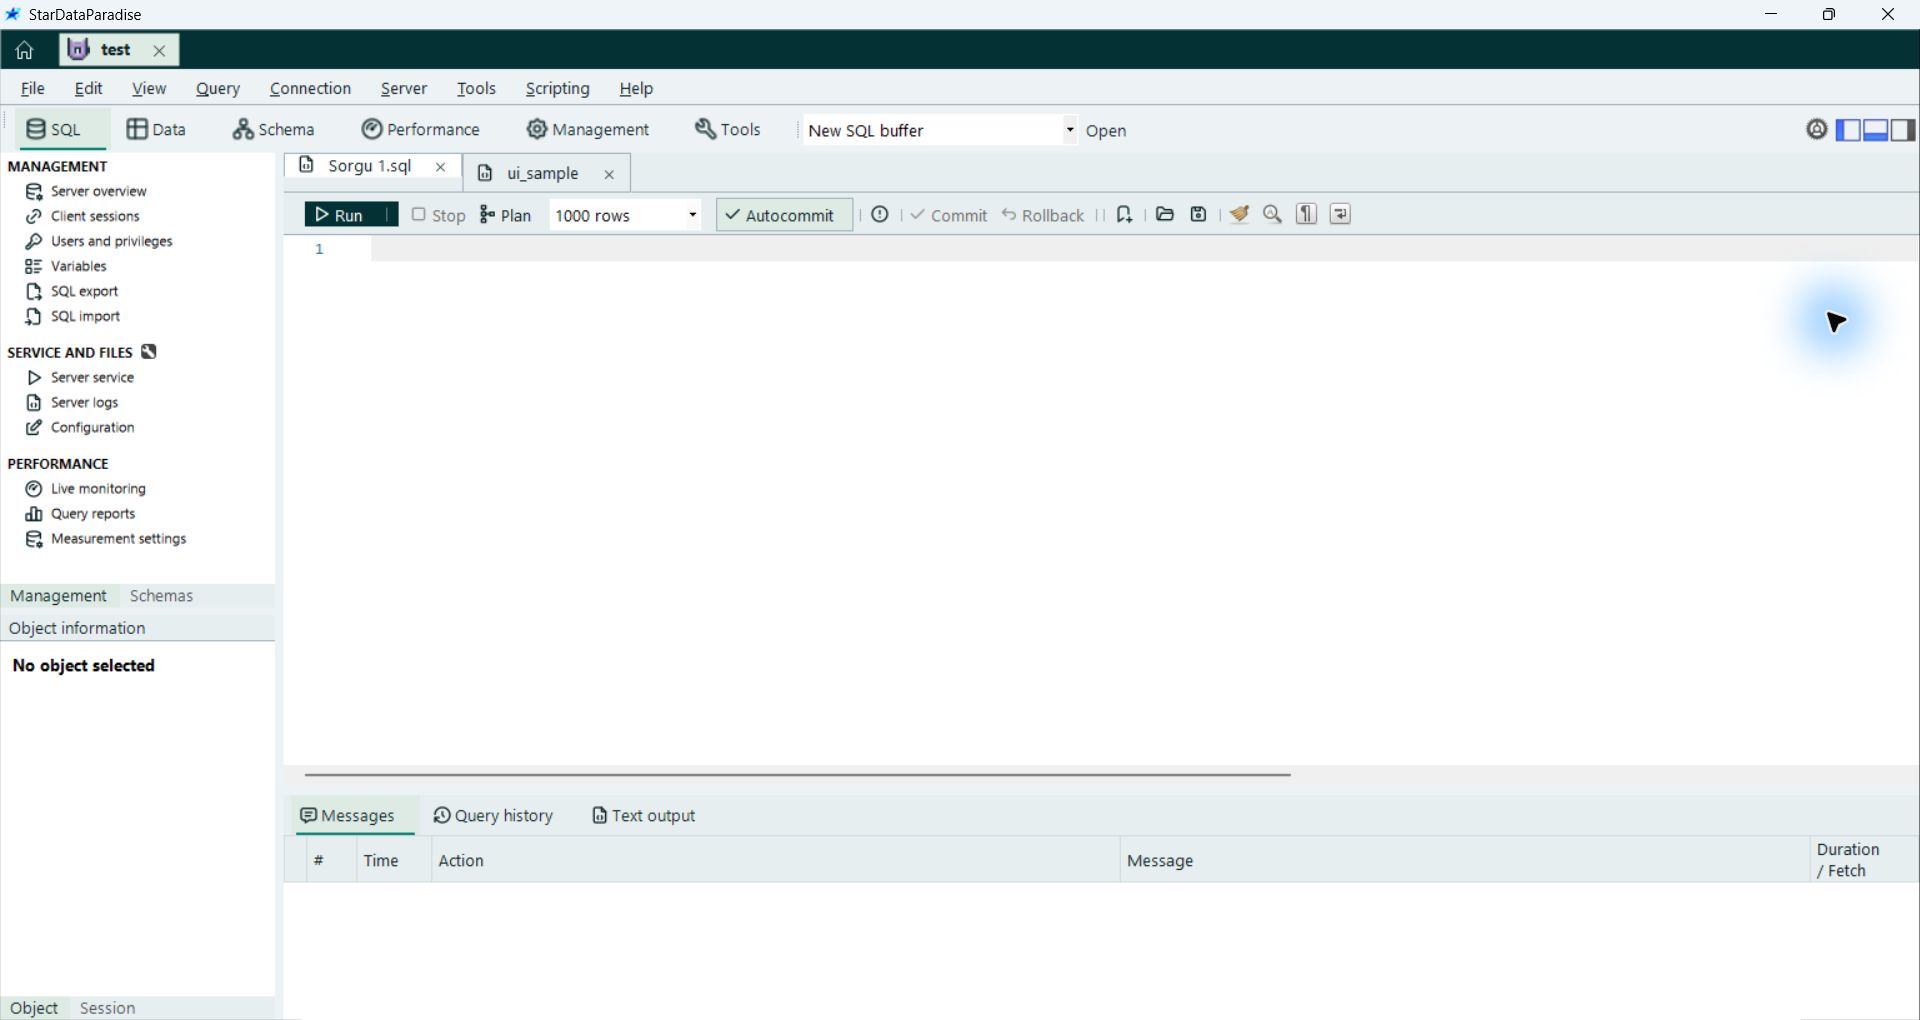 StarDataParadise
test
File Edit View Query Connection Server Tools Scripting Help
SQL Data Schema Performance Management Tools New SQL buffer Open
MANAGEMENT
Server overview
Client sessions
Users and privileges
Variables
SQL export
SQL import
SERVICE AND FILES
Server service
Server logs
Configuration
PERFORMANCE
Live monitoring
Query reports
Measurement settings
Management Schemas
Object information
No object selected
Object Session
Sorgu 1.sql ui_sample
Run Stop Plan 1000 rows Autocommit Commit Rollback
1
Messages Query history Text output
# Time Action Message Duration
/ Fetch